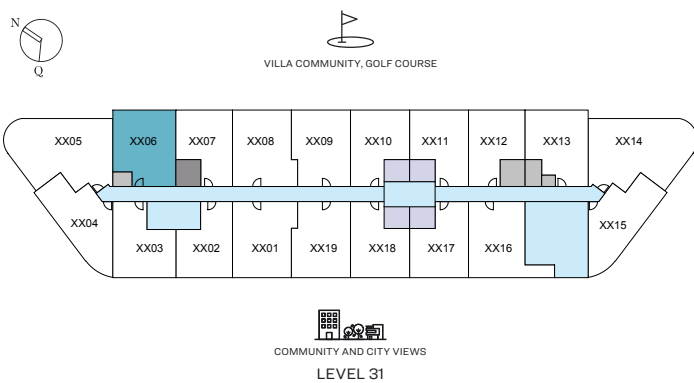 N
Q
VILLA COMMUNITY, GOLF COURSE
XX05
XX06
XX07
XX08
XX09
XX10
XX11
XX12
XX13
XX14
XX04
XX03
XX02
XX01
XX19
XX18
XX17
XX16
XX15
COMMUNITY AND CITY VIEWS
LEVEL 31